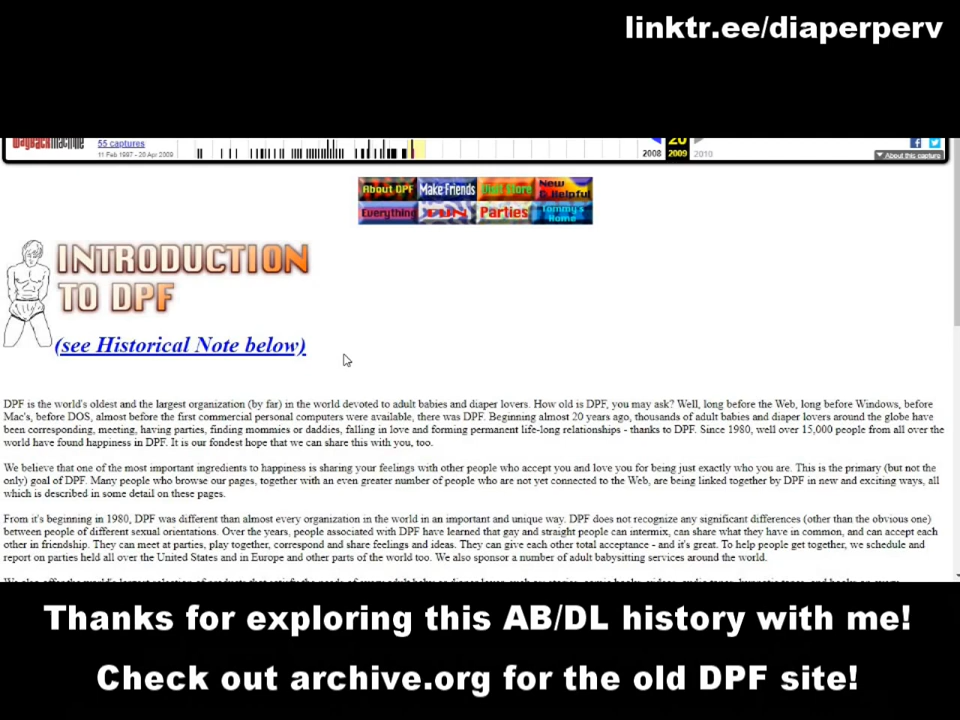 linktr.ee/diaperperv
55 captures
11 Feb 1987 - 29 Apr 2009
2008 2009 2010
About this capture
About DPF Make Friends Visit Store New & Helpful
Everything FUN Parties Tommy's Home
INTRODUCTION
TO DPF
(see Historical Note below)
DPF is the world's oldest and the largest organization (by far) in the world devoted to adult babies and diaper lovers. How old is DPF, you may ask? Well, long before the Web, long before Windows, before
Mac's, before DOS, almost before the first commercial personal computers were available, there was DPF. Beginning almost 20 years ago, thousands of adult babies and diaper lovers around the globe have
been corresponding, meeting, having parties, finding mommies or daddies, falling in love and forming permanent life-long relationships - thanks to DPF. Since 1980, well over 15,000 people from all over the
world have found happiness in DPF. It is our fondest hope that we can share this with you, too.
We believe that one of the most important ingredients to happiness is sharing your feelings with other people who accept you and love you for being just exactly who you are. This is the primary (but not the
only) goal of DPF. Many people who browse our pages, together with an even greater number of people who are not yet connected to the Web, are being linked together by DPF in new and exciting ways, all
which is described in some detail on these pages.
From it's beginning in 1980, DPF was different than almost every organization in the world in an important and unique way. DPF does not recognize any significant differences (other than the obvious one)
between people of different sexual orientations. Over the years, people associated with DPF have learned that gay and straight people can intermix, can share what they have in common, and can accept each
other in friendship. They can meet at parties, play together, correspond and share feelings and ideas. They can give each other total acceptance - and it's great. To help people get together, we schedule and
report on parties held all over the United States and in Europe and other parts of the world too. We also sponsor a number of adult babysitting services around the world.
Thanks for exploring this AB/DL history with me!
Check out archive.org for the old DPF site!